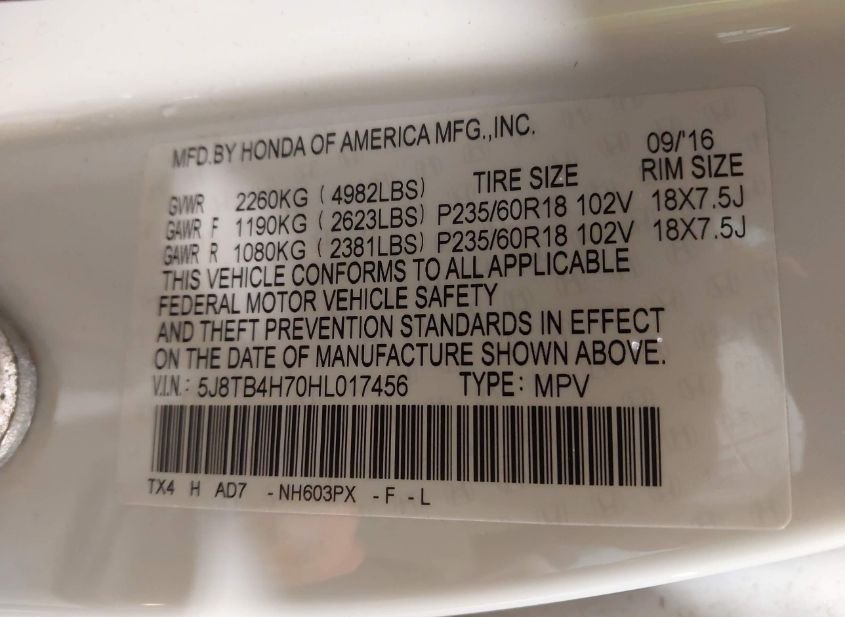 MFD.BY HONDA OF AMERICA MFG.,INC. 09/'16
TIRE SIZE RIM SIZE
GVWR 2260KG (4982LBS)
GAWR F 1190KG (2623LBS) P235/60R18 102V 18X7.5J
GAWR R 1080KG (2381LBS) P235/60R18 102V 18X7.5J
THIS VEHICLE CONFORMS TO ALL APPLICABLE
FEDERAL MOTOR VEHICLE SAFETY
AND THEFT PREVENTION STANDARDS IN EFFECT
ON THE DATE OF MANUFACTURE SHOWN ABOVE.
V.I.N.: 5J8TB4H70HL017456 TYPE: MPV
TX4 H AD7 -NH603PX -F -L